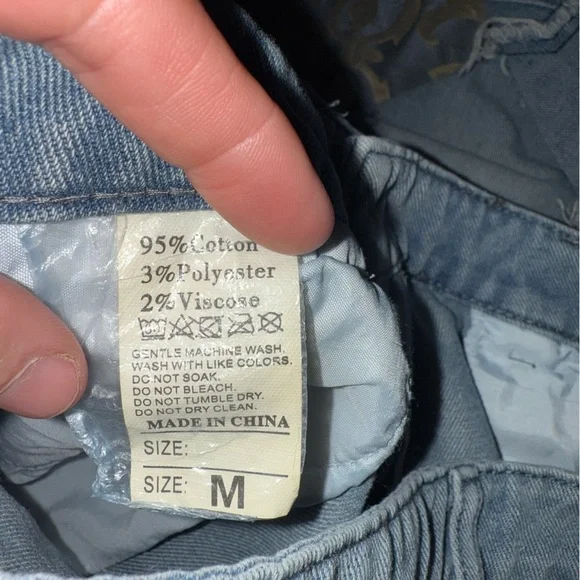 95%Cotton
3%Polyester
2%Viscose
GENTLE MACHINE WASH.
WASH WITH LIKE COLORS.
DO NOT SOAK.
DO NOT BLEACH.
DO NOT TUMBLE DRY.
DO NOT DRY CLEAN.
MADE IN CHINA
SIZE:
SIZE: M